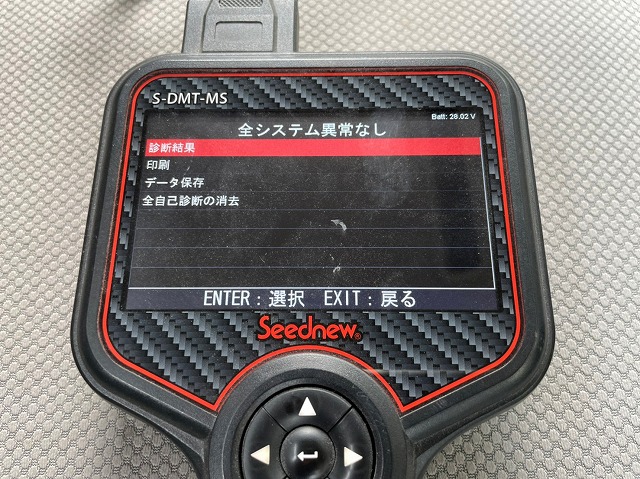 S-DMT-MS
Batt: 28.02 V
全システム異常なし
診断結果
印刷
データ保存
全自己診断の消去
ENTER：選択 EXIT：戻る
Seednew®